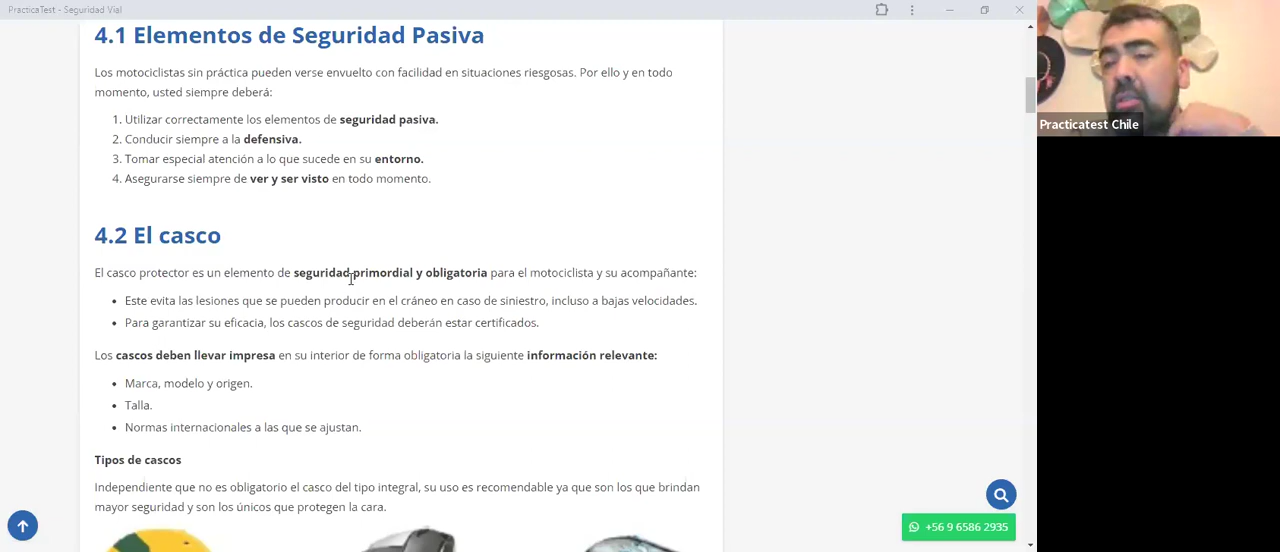 PracticaTest - Seguridad Vial
4.1 Elementos de Seguridad Pasiva
Los motociclistas sin práctica pueden verse envuelto con facilidad en situaciones riesgosas. Por ello y en todo
momento, usted siempre deberá:
1. Utilizar correctamente los elementos de seguridad pasiva.
2. Conducir siempre a la defensiva.
3. Tomar especial atención a lo que sucede en su entorno.
4. Asegurarse siempre de ver y ser visto en todo momento.
Practicatest Chile
4.2 El casco
El casco protector es un elemento de seguridad primordial y obligatoria para el motociclista y su acompañante:
• Este evita las lesiones que se pueden producir en el cráneo en caso de siniestro, incluso a bajas velocidades.
• Para garantizar su eficacia, los cascos de seguridad deberán estar certificados.
Los cascos deben llevar impresa en su interior de forma obligatoria la siguiente información relevante:
• Marca, modelo y origen.
• Talla.
• Normas internacionales a las que se ajustan.
Tipos de cascos
Independiente que no es obligatorio el casco del tipo integral, su uso es recomendable ya que son los que brindan
mayor seguridad y son los únicos que protegen la cara.
+56 9 6586 2935